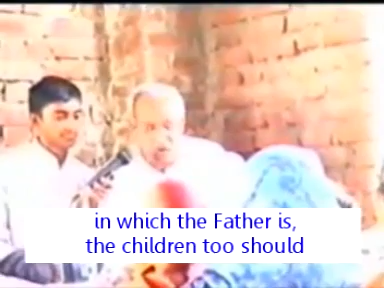 in which the Father is,
the children too should